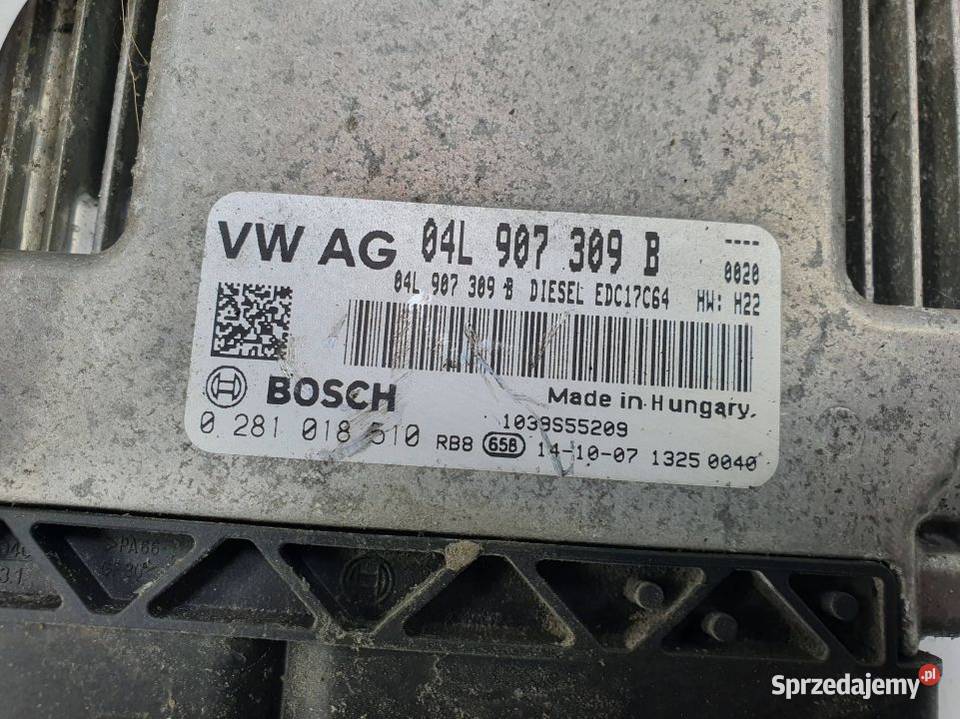 VW AG 04L 907 309 B ----
0020
04L 907 309 B DIESEL EDC17C64 HW: H22
BOSCH Made in Hungary
1039S55209
0 281 018 510 RB8 658 14-10-07 1325 0040
>PA66-
Sprzedajemy.pl